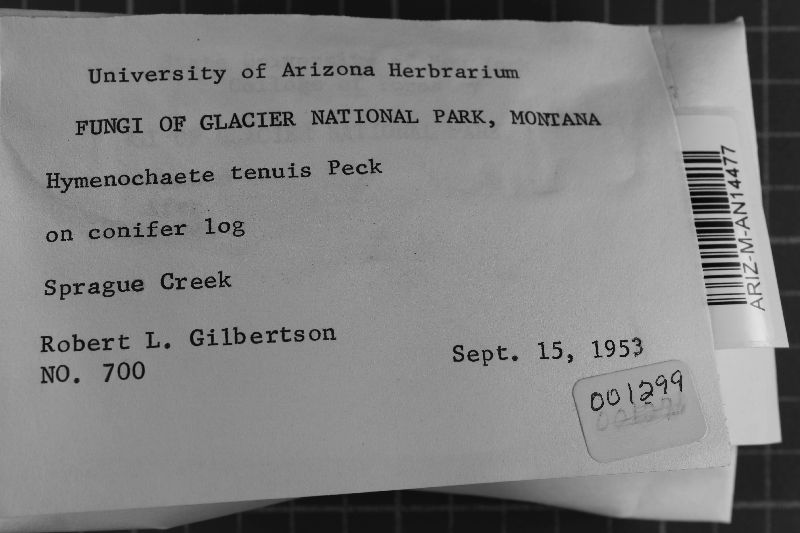 University of Arizona Herbrarium
FUNGI OF GLACIER NATIONAL PARK, MONTANA
Hymenochaete tenuis Peck
on conifer log
Sprague Creek
Robert L. Gilbertson
NO. 700
Sept. 15, 1953
001299
ARIZ-M-AN14477